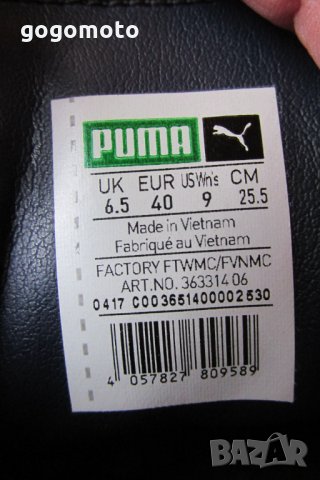 gogomoto
PUMA
UK EUR US Wn's CM
6.5 40 9 25.5
Made in Vietnam
Fabriqué au Vietnam
FACTORY FTWMC/FVNMC
ART.NO. 363314 06
0417 C003651400002530
4 057827 809589
BAZAR